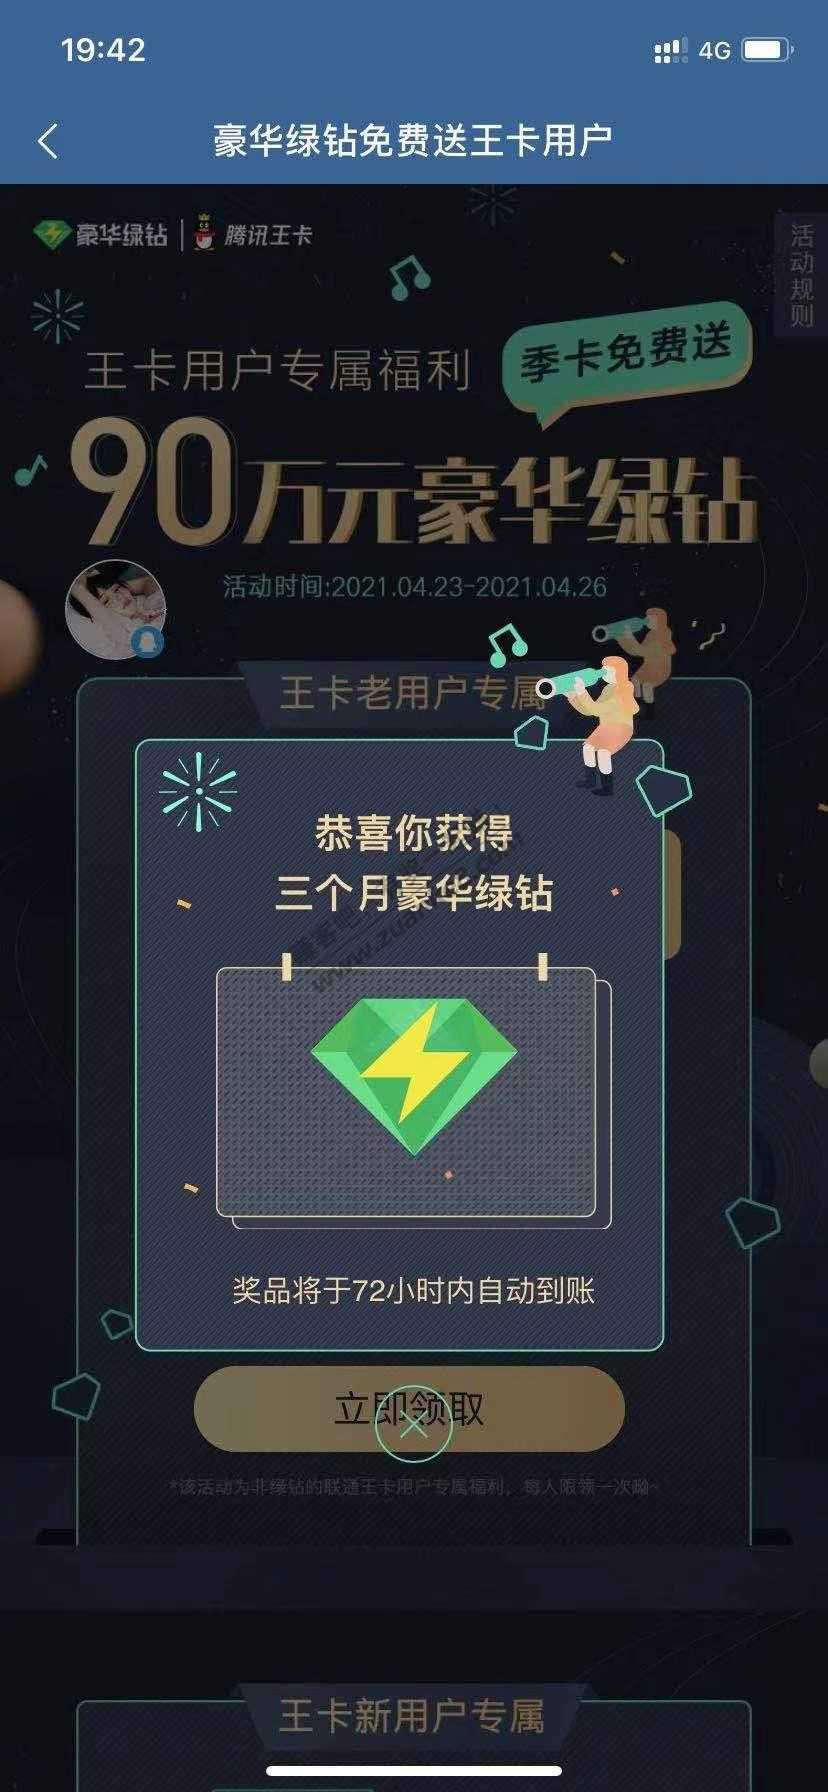 19:42
4G
豪华绿钻免费送王卡用户
豪华绿钻 | 腾讯王卡
活动规则
王卡用户专属福利
季卡免费送
90万元豪华绿钻
活动时间:2021.04.23-2021.04.26
王卡老用户专属
恭喜你获得
三个月豪华绿钻
奖品将于72小时内自动到账
立即领取
*该活动为非绿钻的联通王卡用户专属福利，每人限领一次呦~
王卡新用户专属